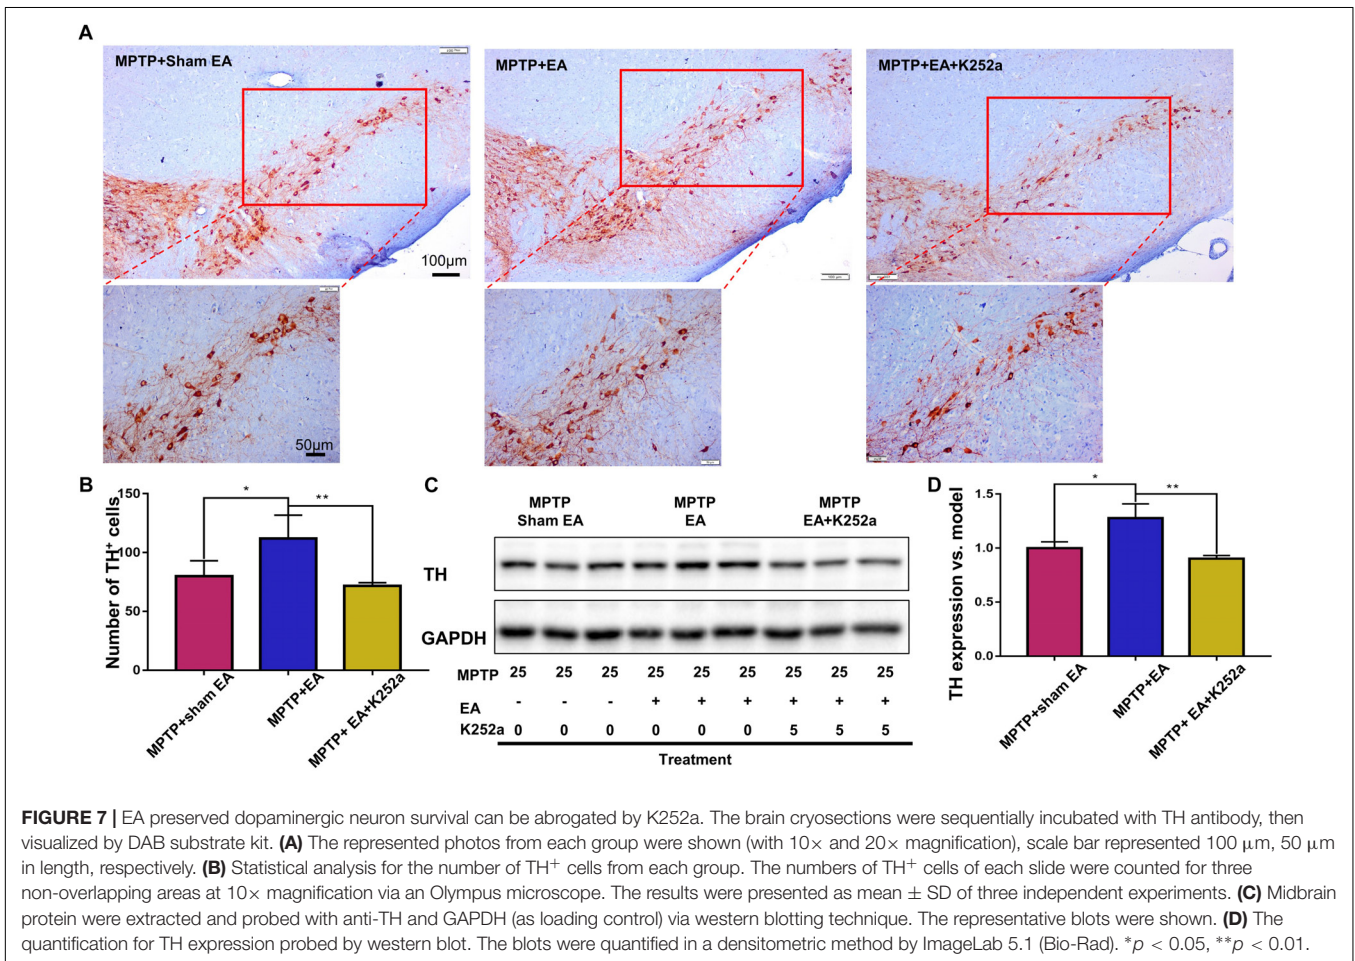 A
MPTP+Sham EA
MPTP+EA
MPTP+EA+K252a
100µm
50µm
B
Number of TH+ cells
150
100
50
0
*
**
MPTP+sham EA
MPTP+EA
MPTP+ EA+K252a
C
MPTP
Sham EA
MPTP
EA
MPTP
EA+K252a
TH
GAPDH
MPTP 25 25 25 25 25 25 25 25 25
EA - - - + + + + + +
K252a 0 0 0 0 0 0 5 5 5
Treatment
D
TH expression vs. model
1.5
1.0
0.5
0.0
*
**
MPTP+sham EA
MPTP+EA
MPTP+ EA+K252a
FIGURE 7 | EA preserved dopaminergic neuron survival can be abrogated by K252a. The brain cryosections were sequentially incubated with TH antibody, then
visualized by DAB substrate kit. (A) The represented photos from each group were shown (with 10× and 20× magnification), scale bar represented 100 µm, 50 µm
in length, respectively. (B) Statistical analysis for the number of TH+ cells from each group. The numbers of TH+ cells of each slide were counted for three
non-overlapping areas at 10× magnification via an Olympus microscope. The results were presented as mean ± SD of three independent experiments. (C) Midbrain
protein were extracted and probed with anti-TH and GAPDH (as loading control) via western blotting technique. The representative blots were shown. (D) The
quantification for TH expression probed by western blot. The blots were quantified in a densitometric method by ImageLab 5.1 (Bio-Rad). *p < 0.05, **p < 0.01.